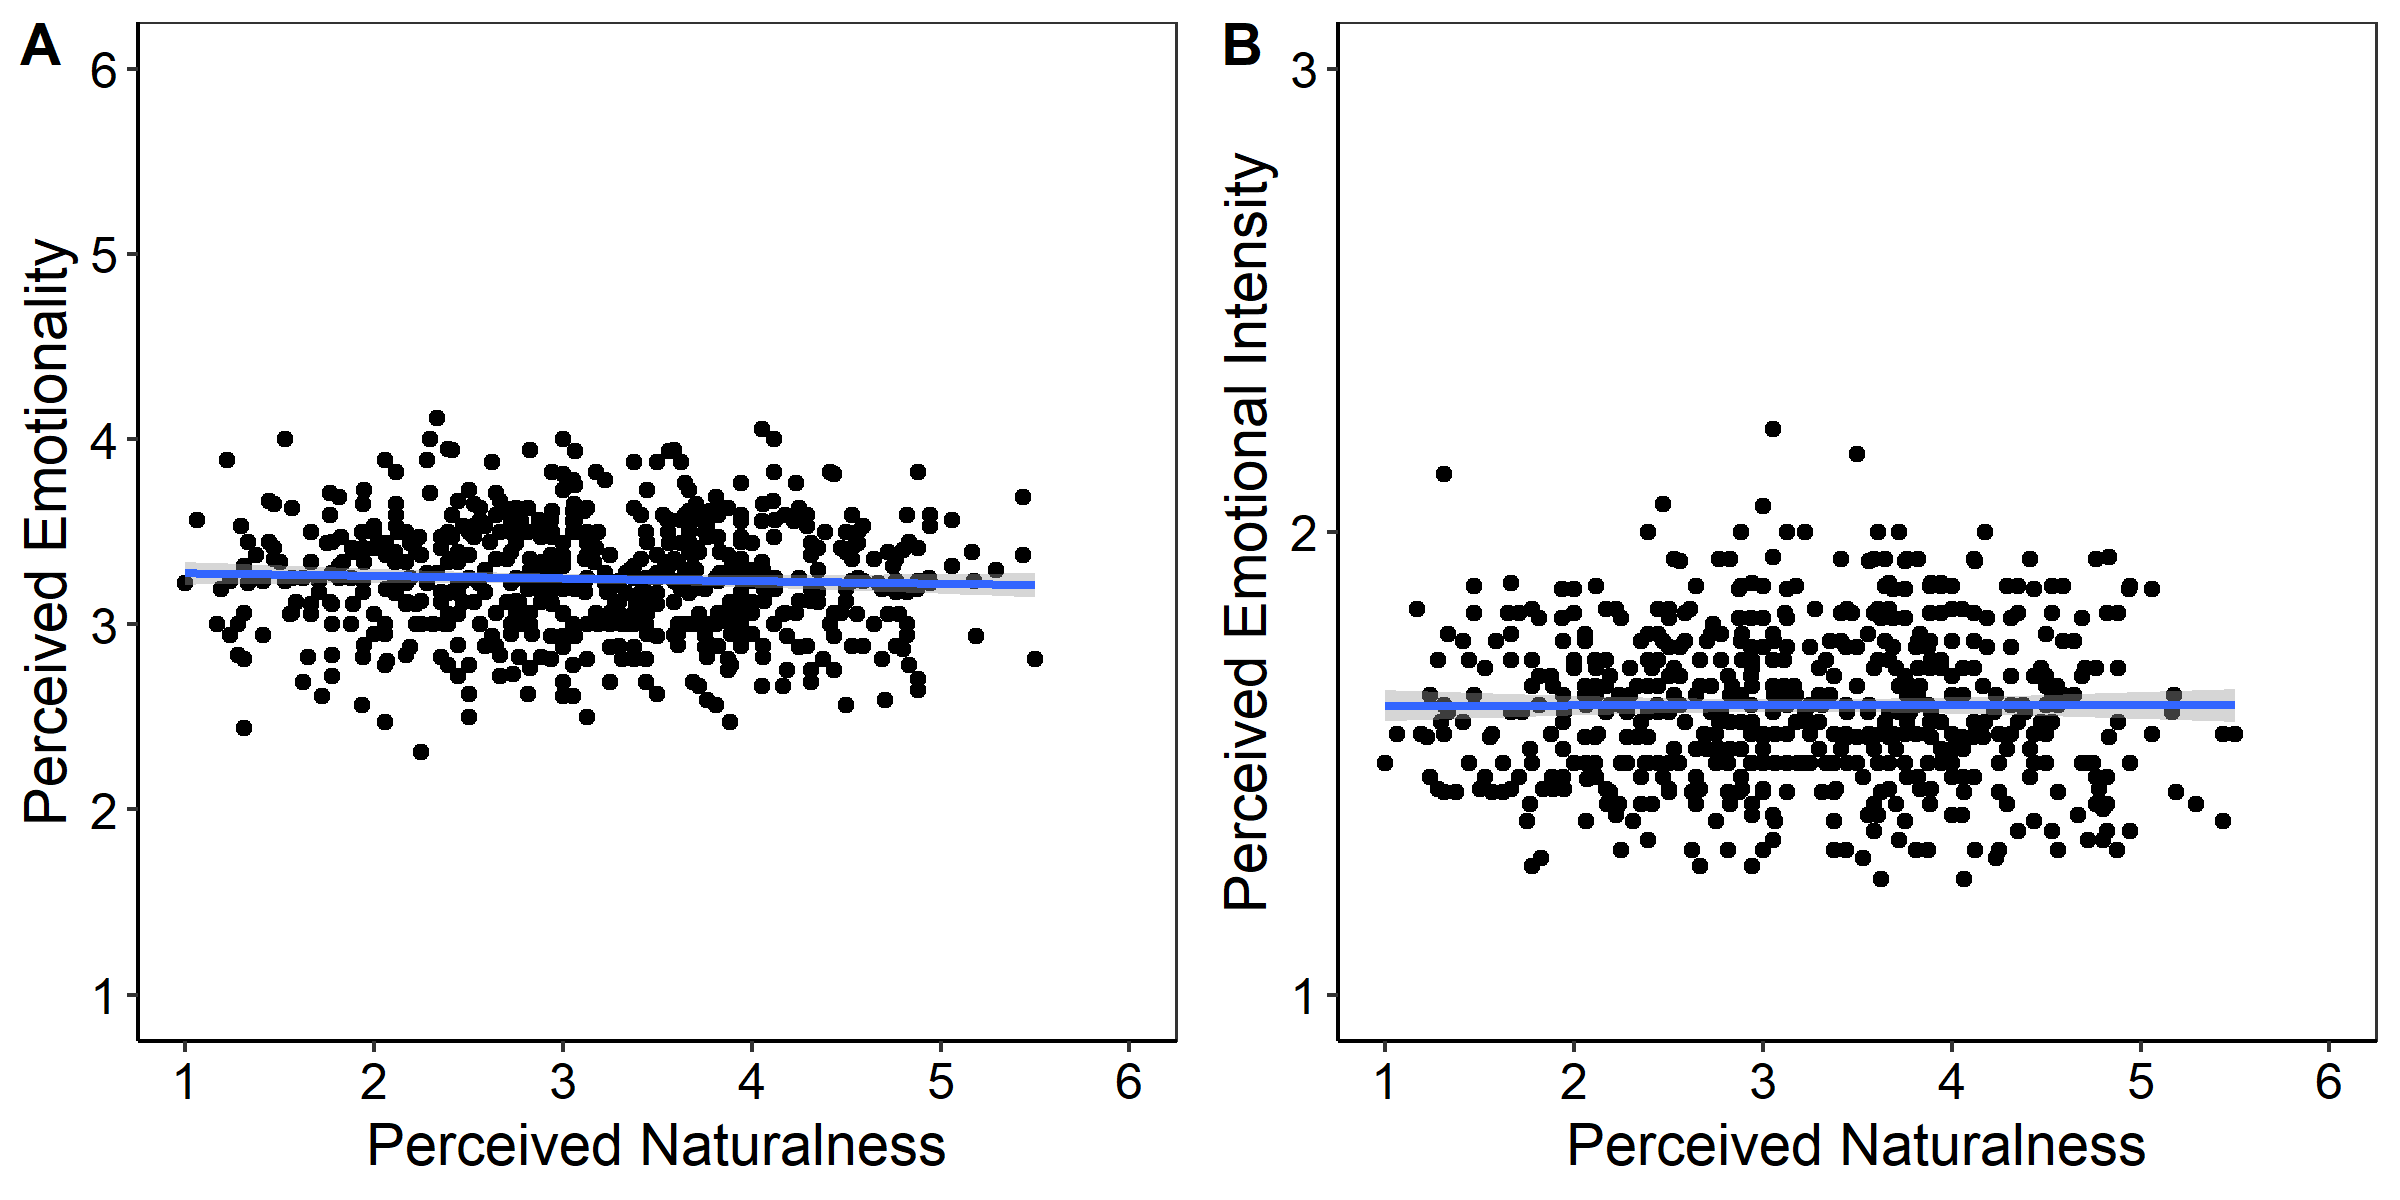 A
6
5
4
3
2
1
Perceived Emotionality
1 2 3 4 5 6
Perceived Naturalness
B
3
2
1
Perceived Emotional Intensity
1 2 3 4 5 6
Perceived Naturalness